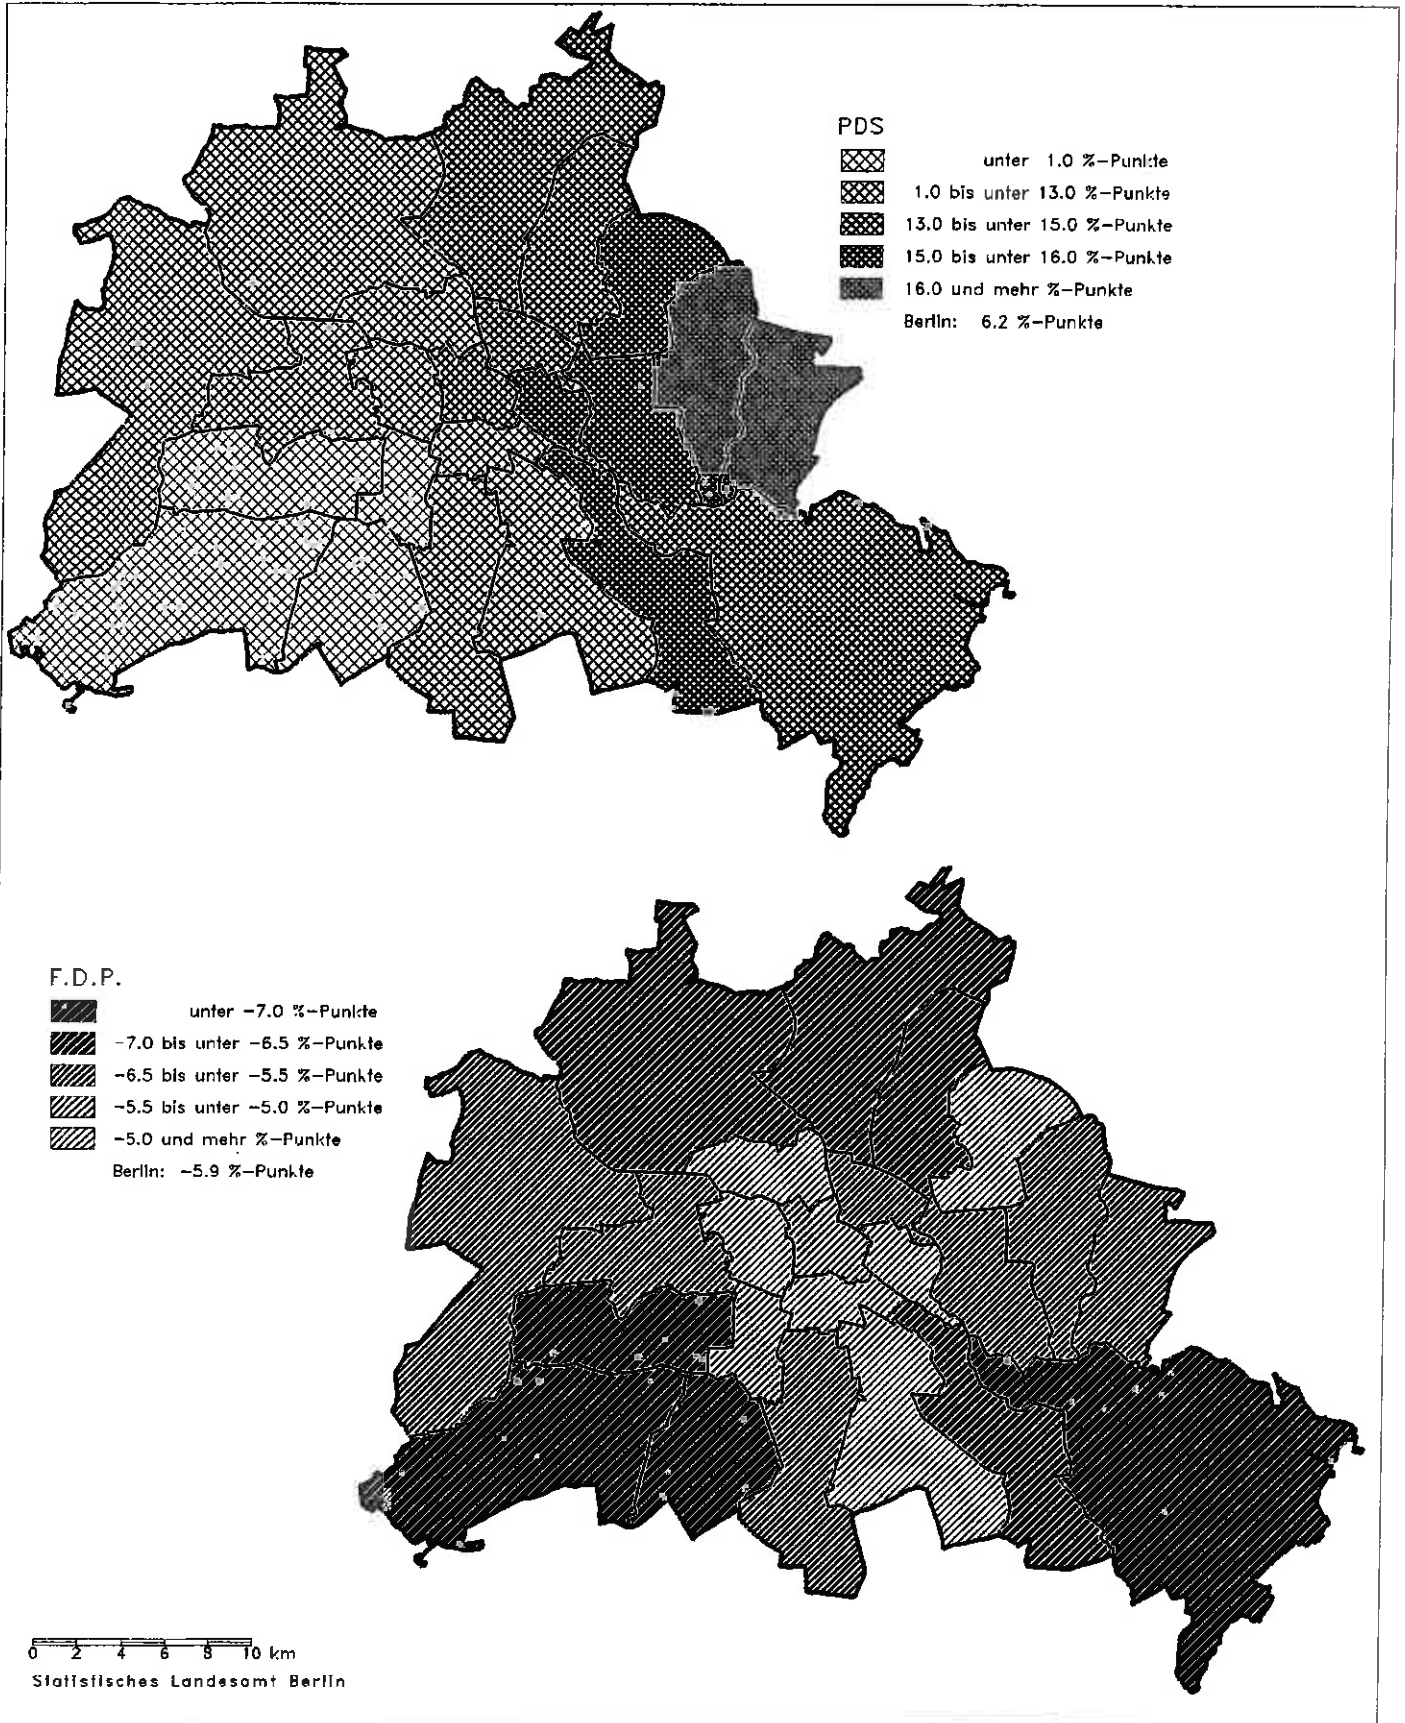 PDS
unter 1.0 %-Punkte
1.0 bis unter 13.0 %-Punkte
13.0 bis unter 15.0 %-Punkte
15.0 bis unter 16.0 %-Punkte
16.0 und mehr %-Punkte
Berlin: 6.2 %-Punkte
F.D.P.
unter -7.0 %-Punkte
-7.0 bis unter -6.5 %-Punkte
-6.5 bis unter -5.5 %-Punkte
-5.5 bis unter -5.0 %-Punkte
-5.0 und mehr %-Punkte
Berlin: -5.9 %-Punkte
0 2 4 6 8 10 km
Statistisches Landesamt Berlin